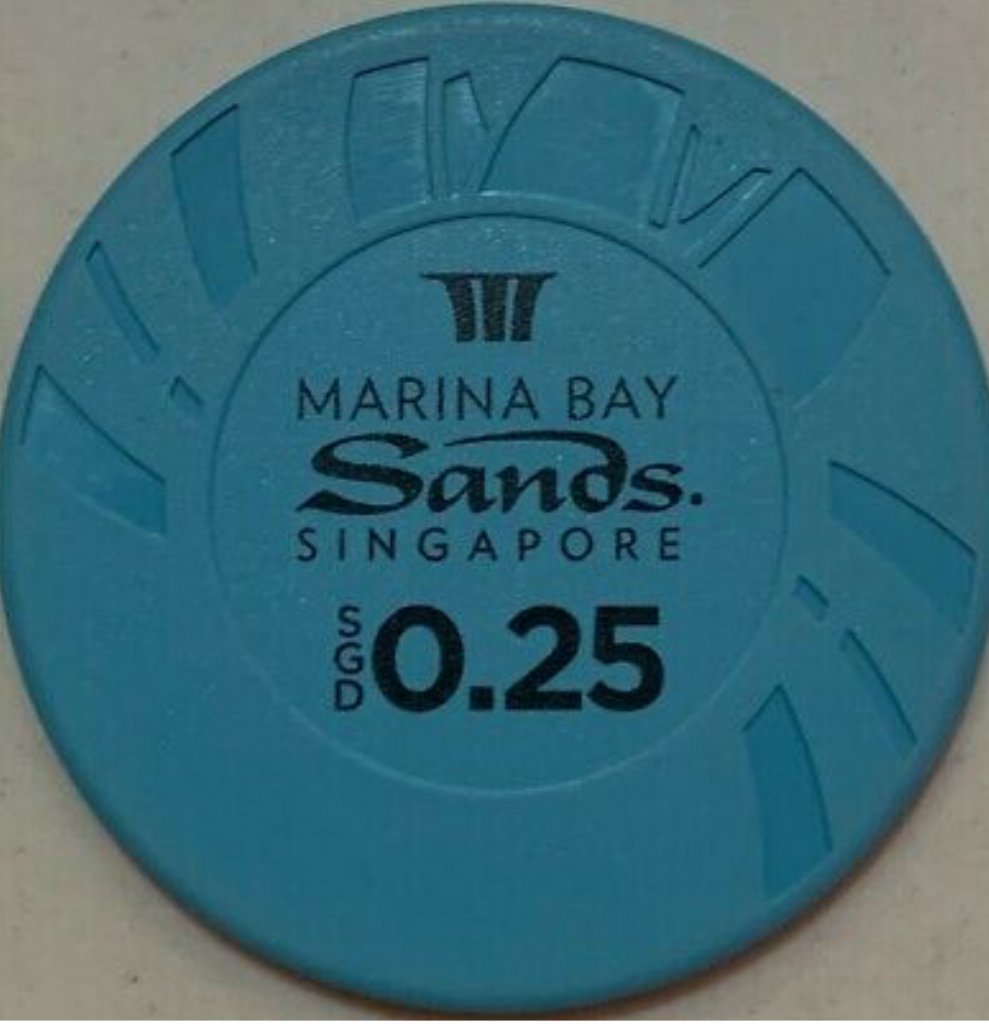 MARINA BAY
Sands.
SINGAPORE
SGD 0.25